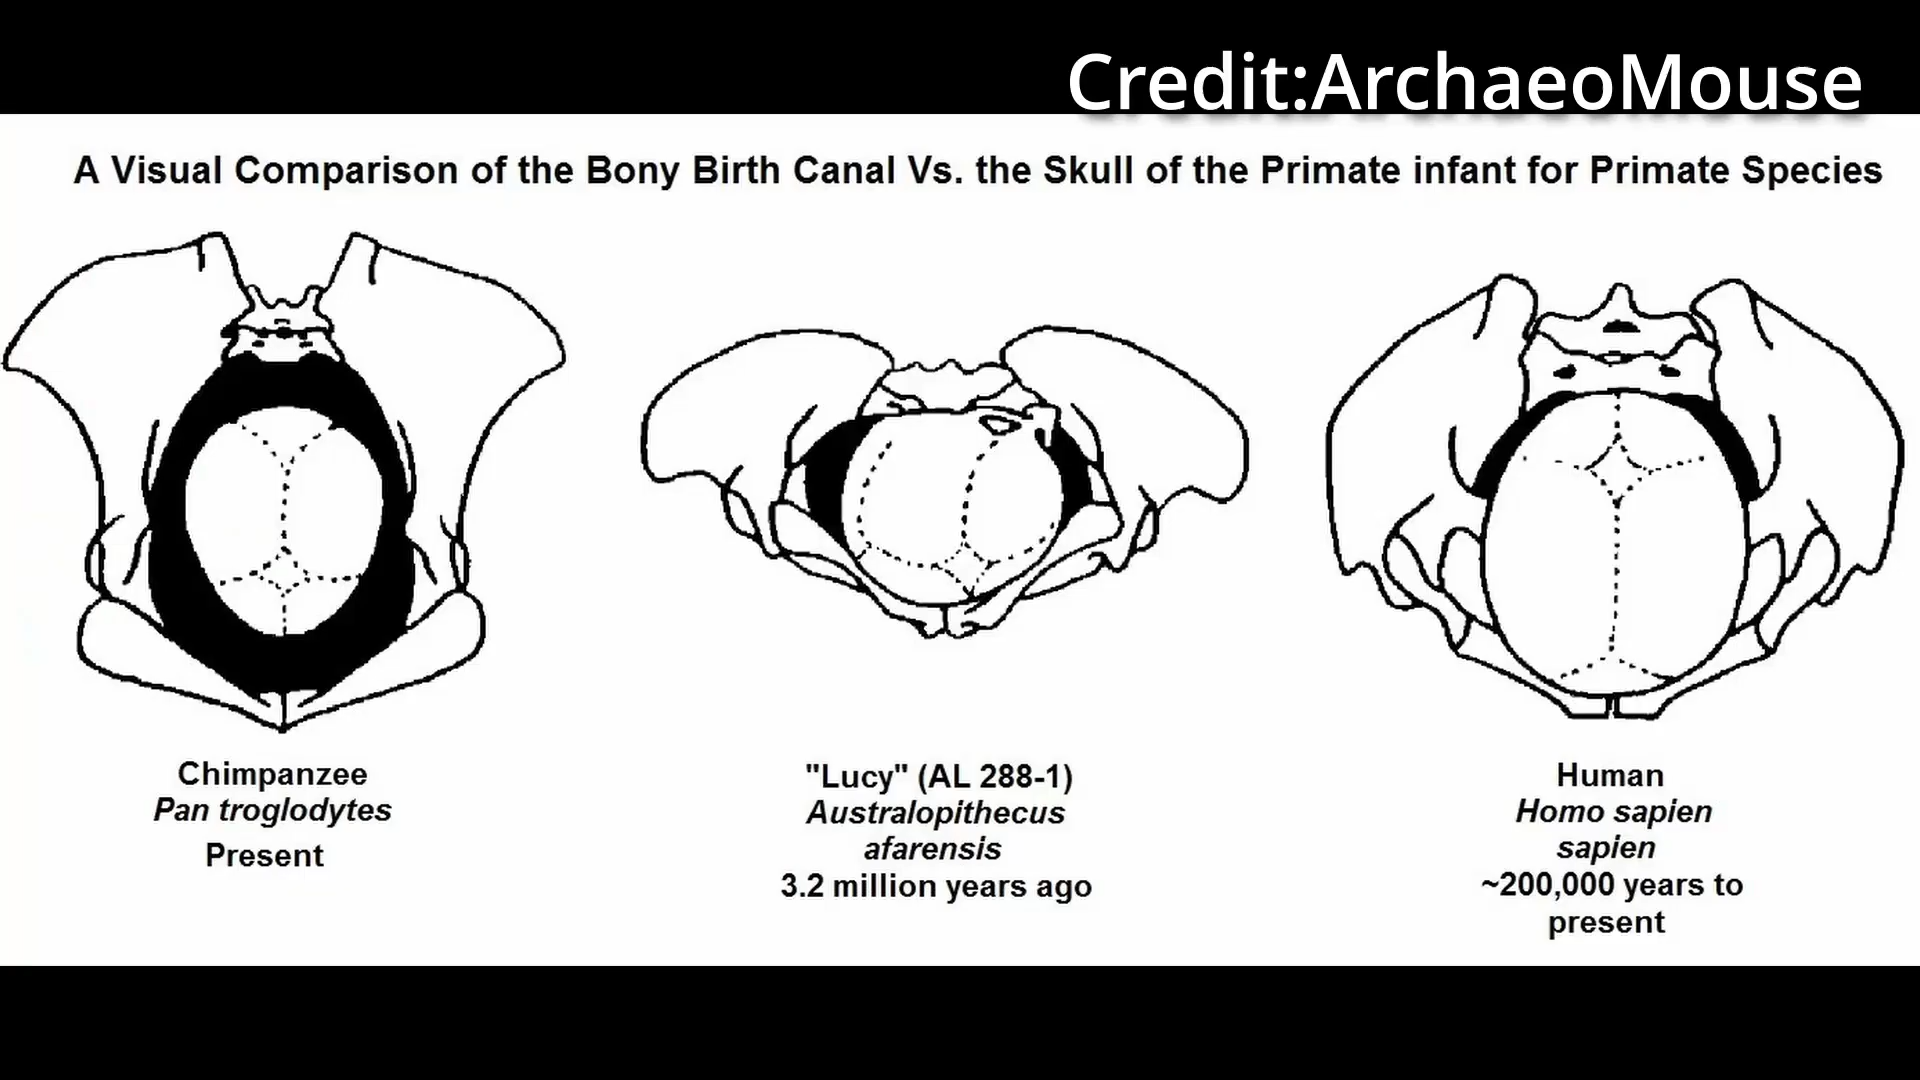 Credit:ArchaeoMouse
A Visual Comparison of the Bony Birth Canal Vs. the Skull of the Primate infant for Primate Species
Chimpanzee
Pan troglodytes
Present
"Lucy" (AL 288-1)
Australopithecus
afarensis
3.2 million years ago
Human
Homo sapien
sapien
~200,000 years to
present